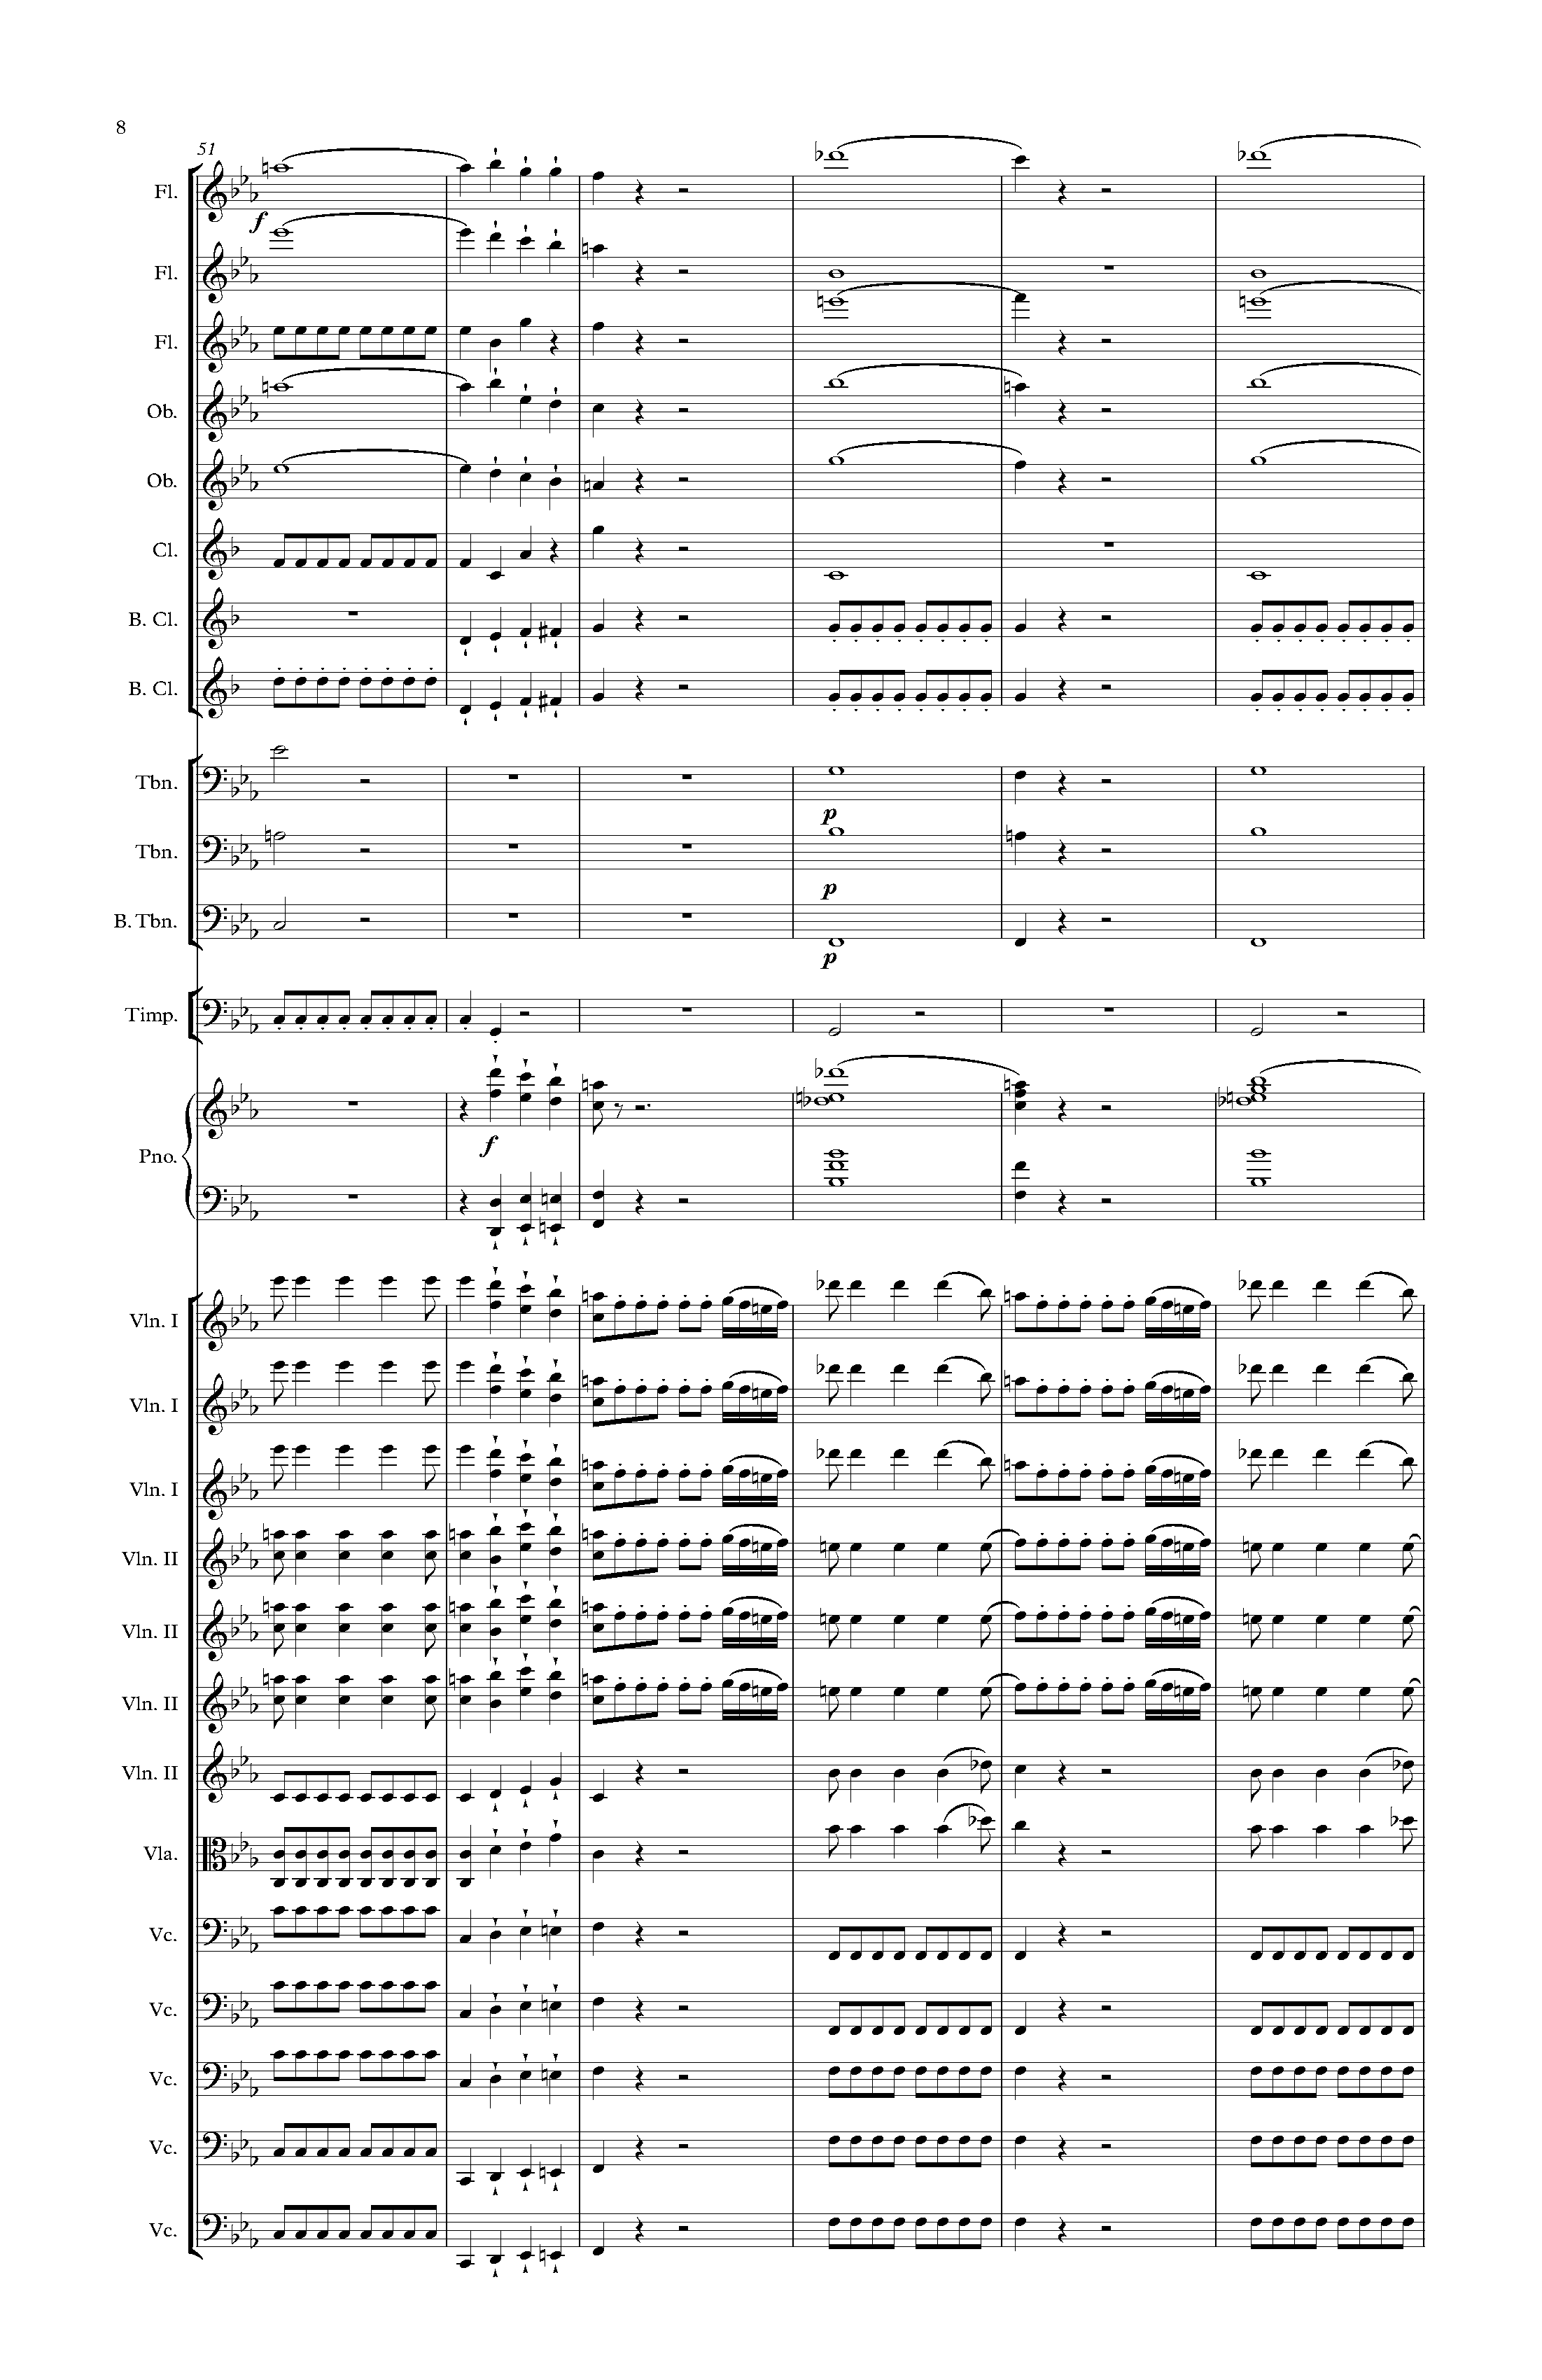 8
51
Fl.
f
Fl.
Fl.
Ob.
Ob.
Cl.
B. Cl.
B. Cl.
Tbn.
p
Tbn.
p
B. Tbn.
p
Timp.
f
Pno.
Vln. I
Vln. I
Vln. I
Vln. II
Vln. II
Vln. II
Vln. II
Vla.
Vc.
Vc.
Vc.
Vc.
Vc.